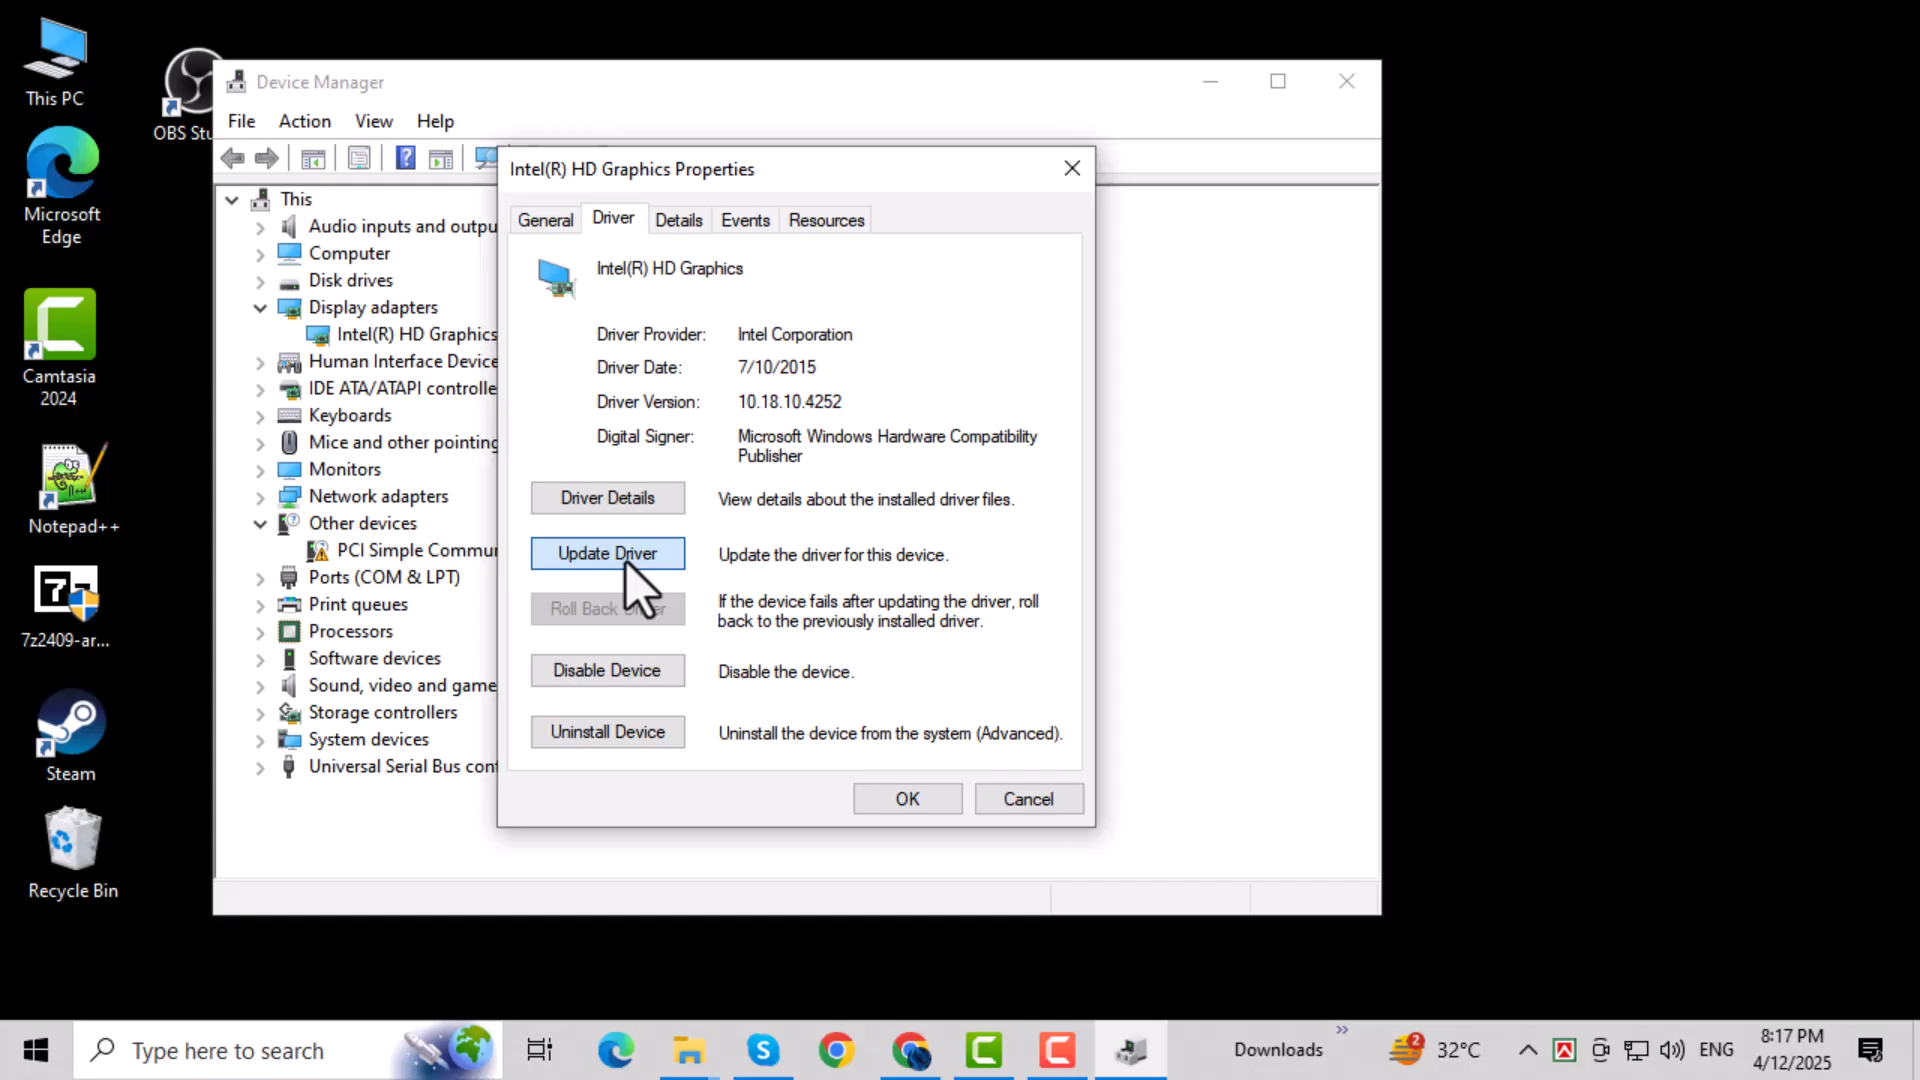 This PC
OBS Stu
Microsoft
Edge
Camtasia
2024
Notepad++
7z2409-ar...
Steam
Recycle Bin
Device Manager
File Action View Help
This
Audio inputs and outpu
Computer
Disk drives
Display adapters
Intel(R) HD Graphics
Human Interface Device
IDE ATA/ATAPI controlle
Keyboards
Mice and other pointing
Monitors
Network adapters
Other devices
PCI Simple Commun
Ports (COM & LPT)
Print queues
Processors
Software devices
Sound, video and game
Storage controllers
System devices
Universal Serial Bus cont
Intel(R) HD Graphics Properties
General Driver Details Events Resources
Intel(R) HD Graphics
Driver Provider: Intel Corporation
Driver Date: 7/10/2015
Driver Version: 10.18.10.4252
Digital Signer: Microsoft Windows Hardware Compatibility
Publisher
Driver Details View details about the installed driver files.
Update Driver Update the driver for this device.
Roll Back If the device fails after updating the driver, roll
back to the previously installed driver.
Disable Device Disable the device.
Uninstall Device Uninstall the device from the system (Advanced).
OK Cancel
Type here to search
Downloads
2
32°C
ENG
8:17 PM
4/12/2025